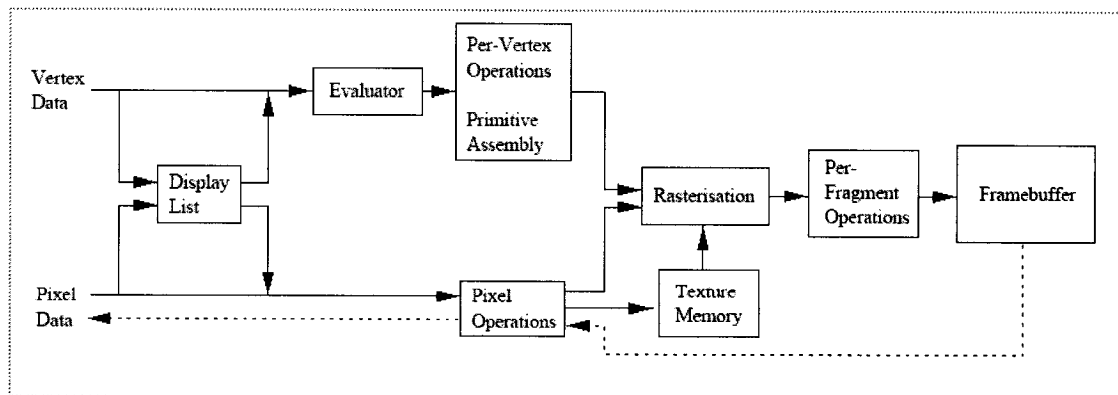 Vertex
Data
Evaluator
Per-Vertex
Operations
Primitive
Assembly
Display
List
Rasterisation
Per-
Fragment
Operations
Framebuffer
Pixel
Data
Pixel
Operations
Texture
Memory